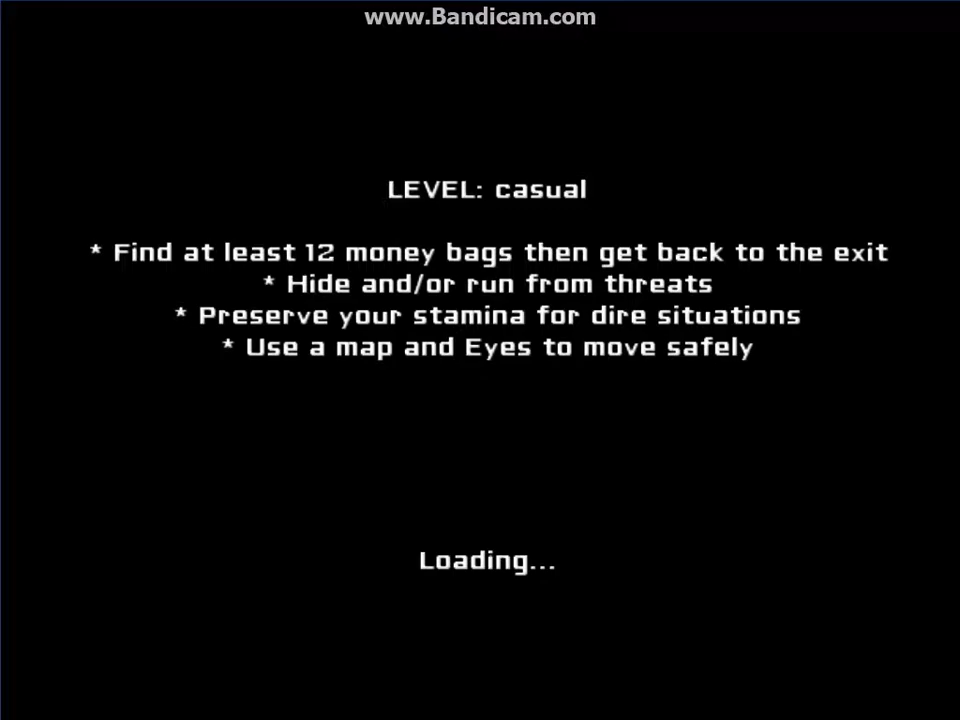 www.Bandicam.com
LEVEL: casual
* Find at least 12 money bags then get back to the exit
* Hide and/or run from threats
* Preserve your stamina for dire situations
* Use a map and Eyes to move safely
Loading...